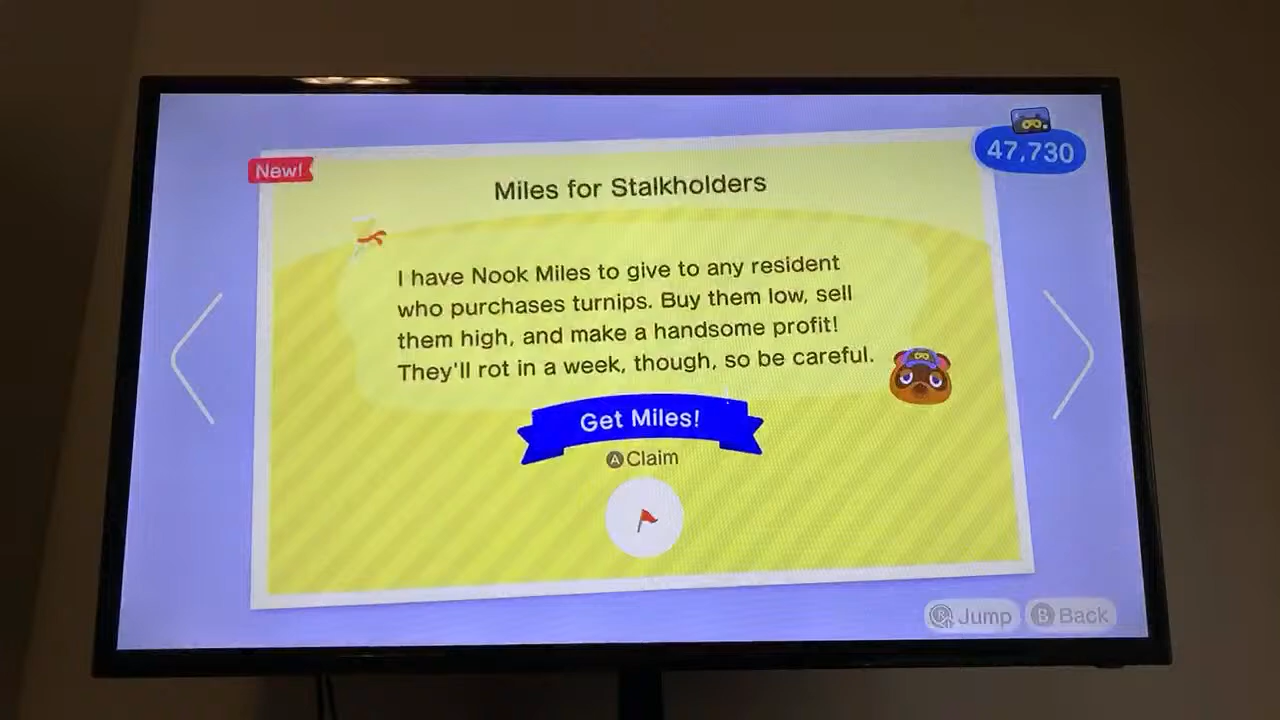 47,730
New!
Miles for Stalkholders
I have Nook Miles to give to any resident
who purchases turnips. Buy them low, sell
them high, and make a handsome profit!
They'll rot in a week, though, so be careful.
Get Miles!
A Claim
R Jump B Back